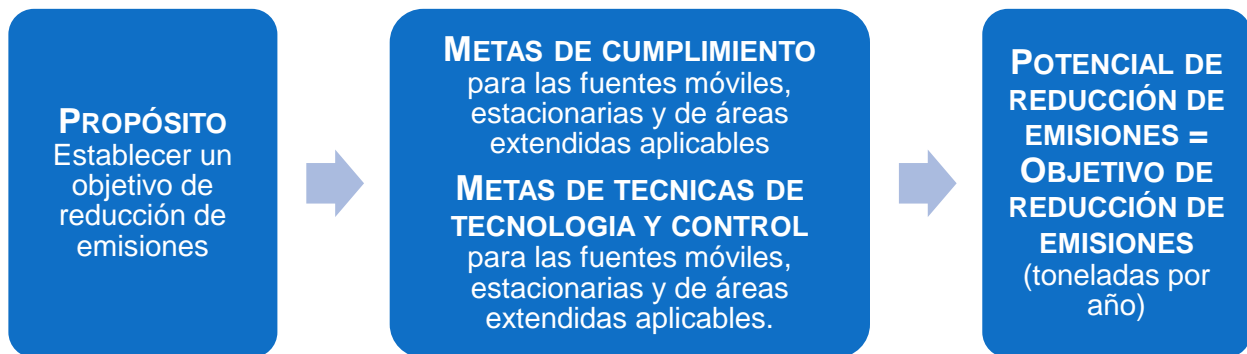 PROPÓSITO
Establecer un
objetivo de
reducción de
emisiones
METAS DE CUMPLIMIENTO
para las fuentes móviles,
estacionarias y de áreas
extendidas aplicables
METAS DE TECNICAS DE
TECNOLOGIA Y CONTROL
para las fuentes móviles,
estacionarias y de áreas
extendidas aplicables.
POTENCIAL DE
REDUCCIÓN DE
EMISIONES =
OBJETIVO DE
REDUCCIÓN DE
EMISIONES
(toneladas por
año)